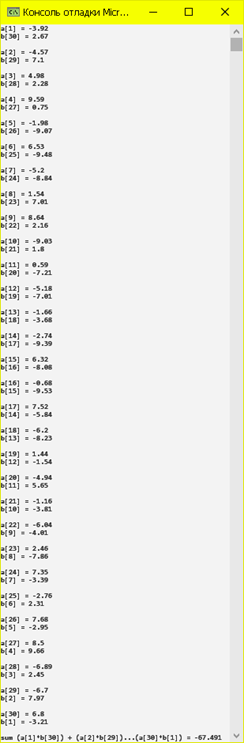 Консоль отладки Micr...
a[1] = -3.92
b[30] = 2.67
a[2] = -4.57
b[29] = 7.1
a[3] = 4.98
b[28] = 2.28
a[4] = 9.59
b[27] = 0.75
a[5] = -1.98
b[26] = -9.07
a[6] = 6.53
b[25] = -9.48
a[7] = -5.2
b[24] = -8.84
a[8] = 1.54
b[23] = 7.01
a[9] = 8.64
b[22] = 2.16
a[10] = -9.03
b[21] = 1.8
a[11] = 0.59
b[20] = -7.21
a[12] = -5.18
b[19] = -7.01
a[13] = -1.66
b[18] = -3.68
a[14] = -2.74
b[17] = -9.39
a[15] = 6.32
b[16] = -8.08
a[16] = -0.68
b[15] = -9.53
a[17] = 7.52
b[14] = -5.84
a[18] = -6.2
b[13] = -8.23
a[19] = 1.44
b[12] = -1.54
a[20] = -4.94
b[11] = 5.65
a[21] = -1.16
b[10] = -3.81
a[22] = -6.04
b[9] = -4.01
a[23] = 2.46
b[8] = -7.86
a[24] = 7.35
b[7] = -3.39
a[25] = -2.76
b[6] = 2.31
a[26] = 7.68
b[5] = -2.95
a[27] = 8.5
b[4] = 9.66
a[28] = -6.89
b[3] = 2.45
a[29] = -6.7
b[2] = 7.97
a[30] = 6.8
b[1] = -3.21
sum (a[1]*b[30]) + (a[2]*b[29])...(a[30]*b[1]) = -67.491